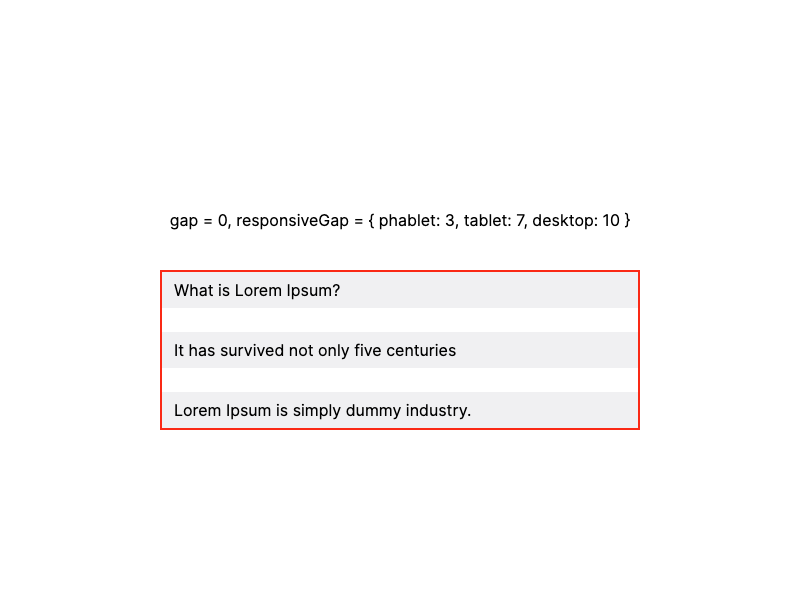 gap = 0, responsiveGap = { phablet: 3, tablet: 7, desktop: 10 }
What is Lorem Ipsum?
It has survived not only five centuries
Lorem Ipsum is simply dummy industry.